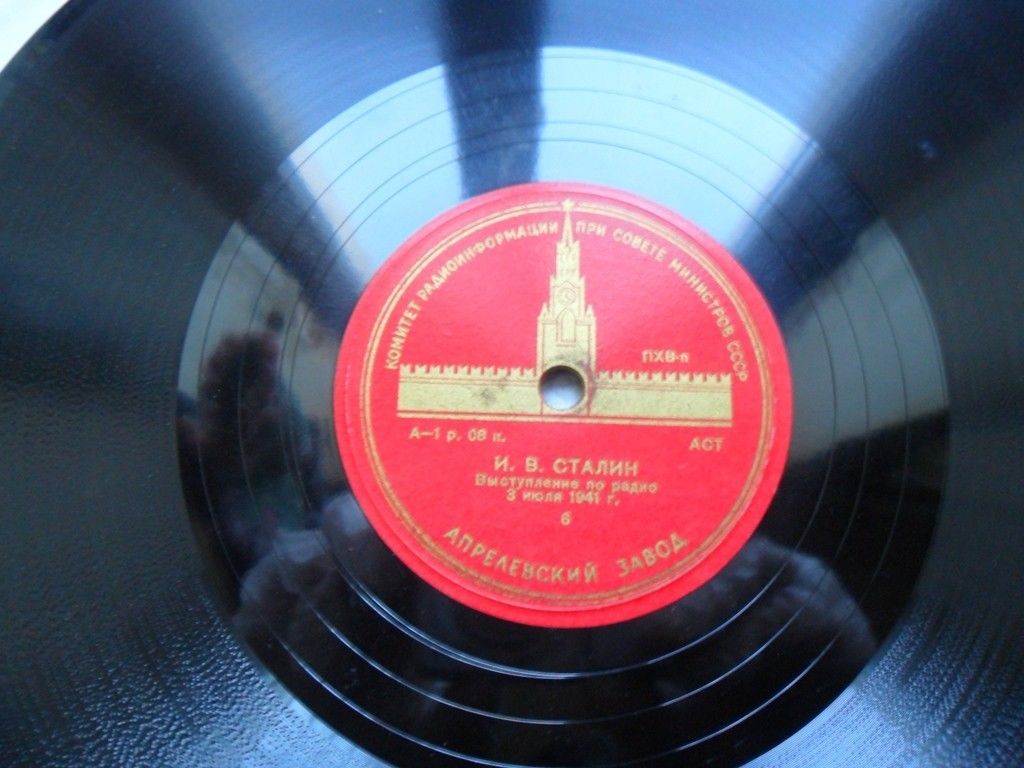 КОМИТЕТ РАДИОИНФОРМАЦИИ ПРИ СОВЕТЕ МИНИСТРОВ СССР
ПХВ-п
А—1 р. 08 к.
АСТ
И. В. СТАЛИН
Выступление по радио
3 июля 1941 г.
6
АПРЕЛЕВСКИЙ ЗАВОД